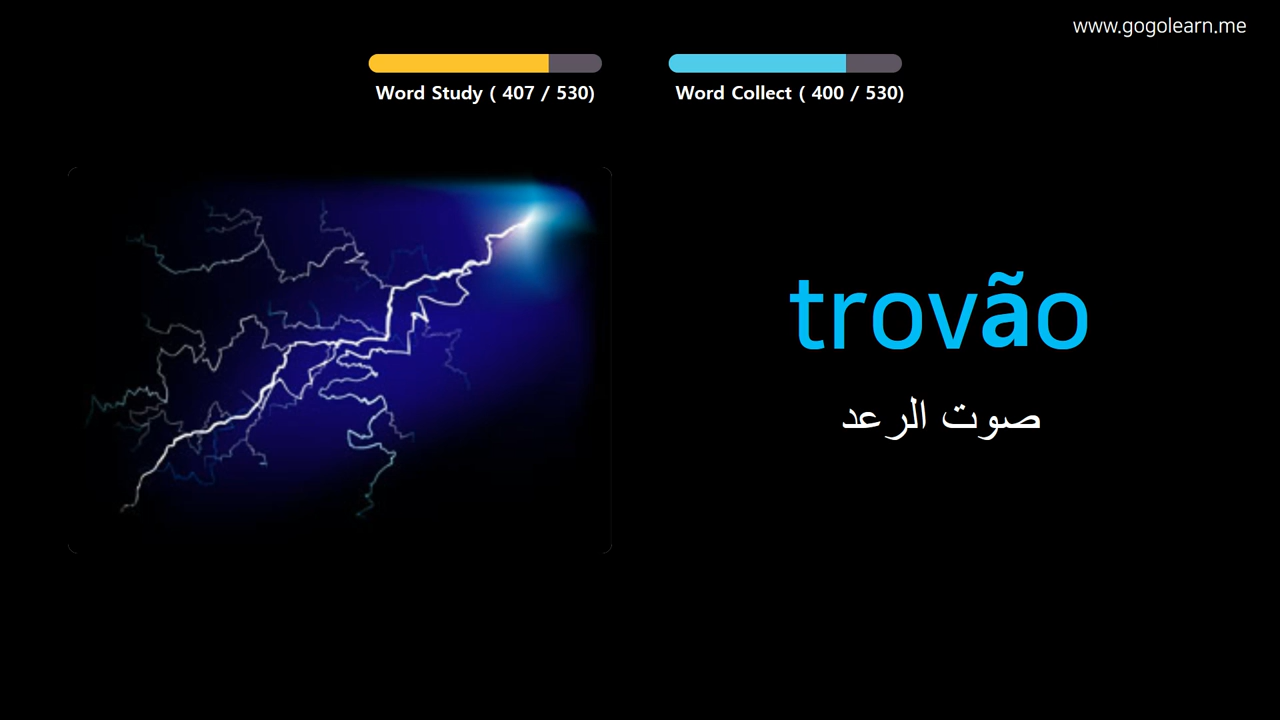 www.gogolearn.me
Word Study ( 407 / 530)
Word Collect ( 400 / 530)
trovão
صوت الرعد